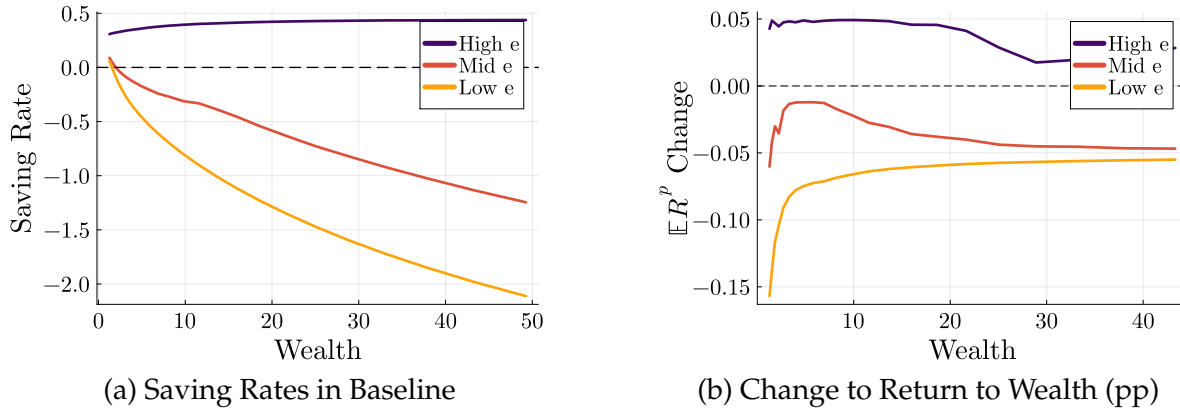 Saving Rate
0.5
0.0
−0.5
−1.0
−1.5
−2.0
High e
Mid e
Low e
0
10
20
30
40
50
Wealth
(a) Saving Rates in Baseline
𝔼R^p Change
0.05
0.00
−0.05
−0.10
−0.15
High e
Mid e
Low e
10
20
30
40
Wealth
(b) Change to Return to Wealth (pp)